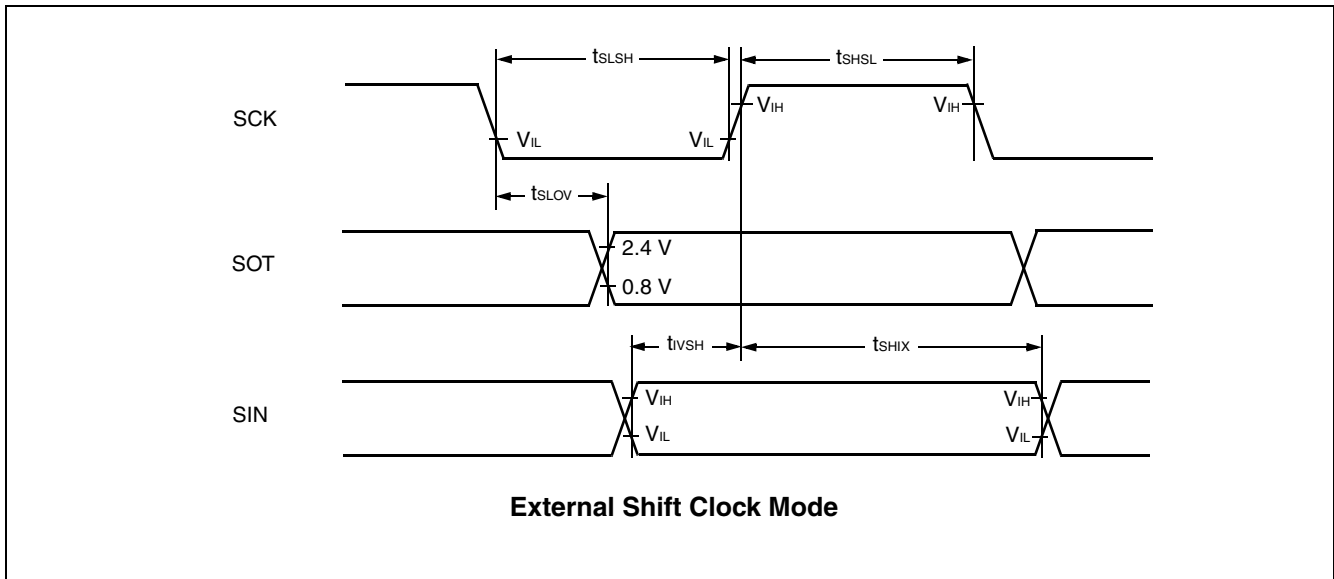 tSLSH
tSHSL
SCK
VIH
VIH
VIL
VIL
tSLOV
SOT
2.4 V
0.8 V
tIVSH
tSHIX
SIN
VIH
VIH
VIL
VIL
External Shift Clock Mode